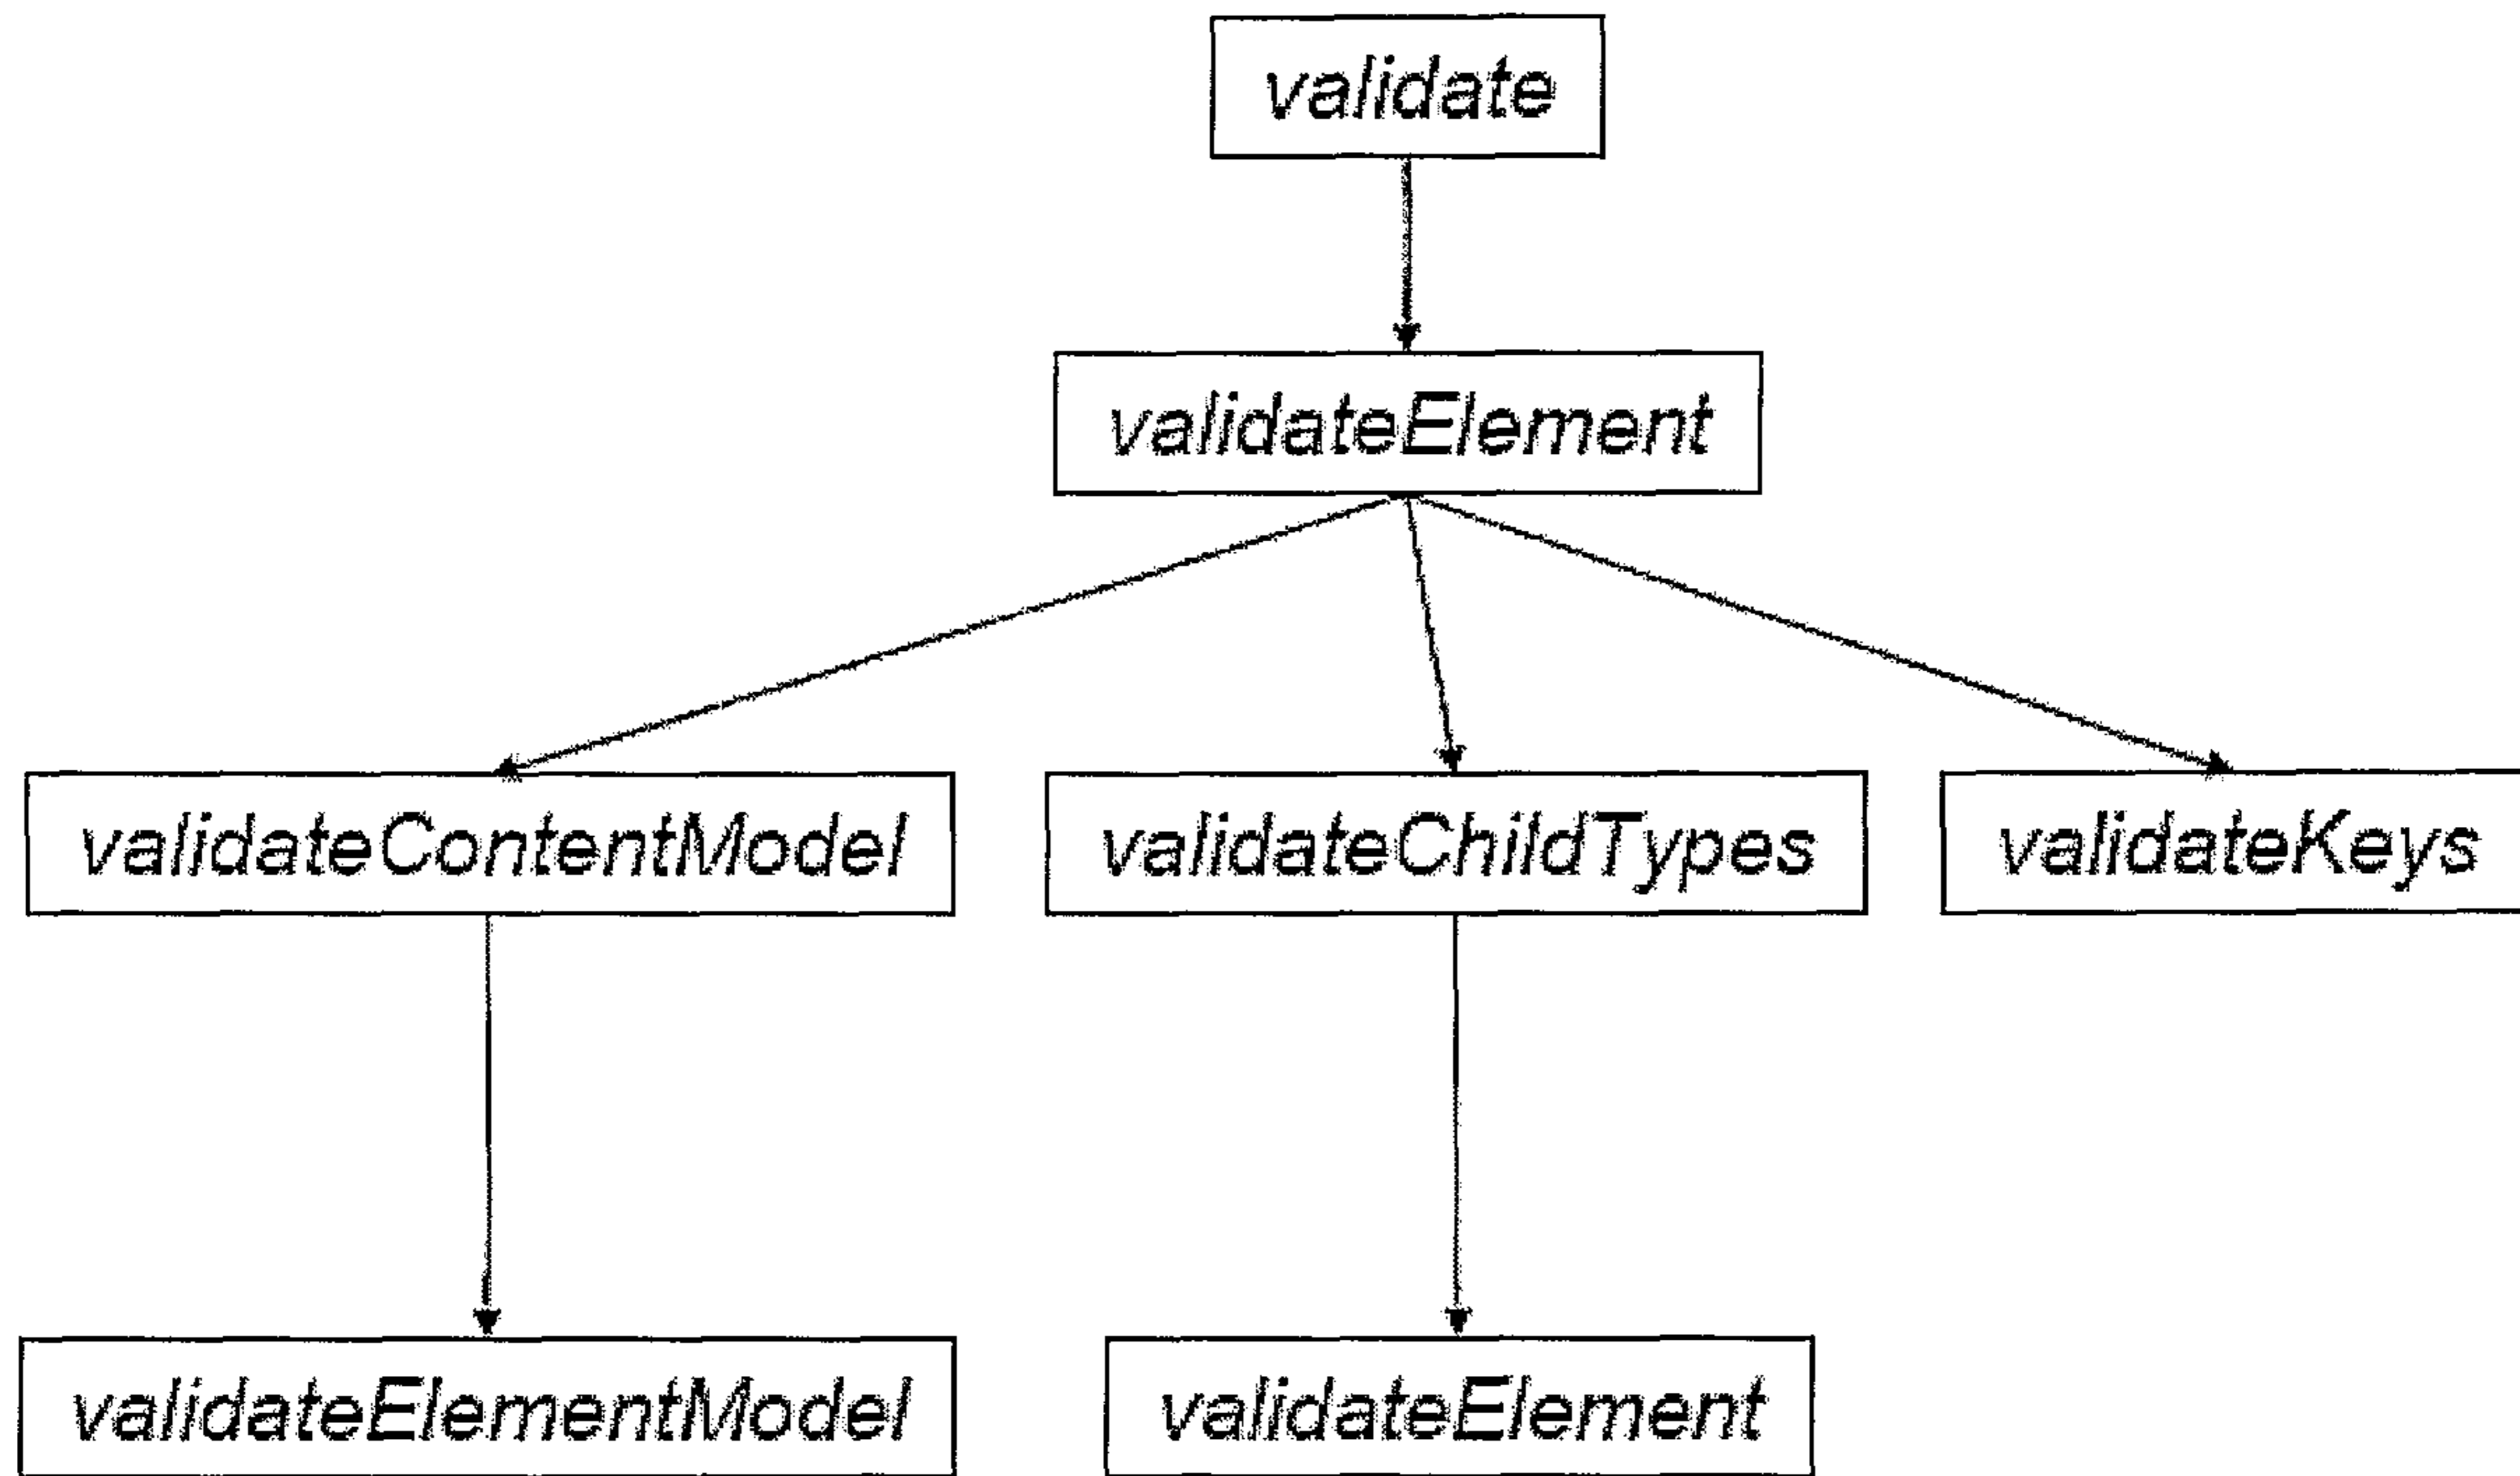 validate
validateElement
validateContentModel
validateChildTypes
validateKeys
validateElementModel
validateElement